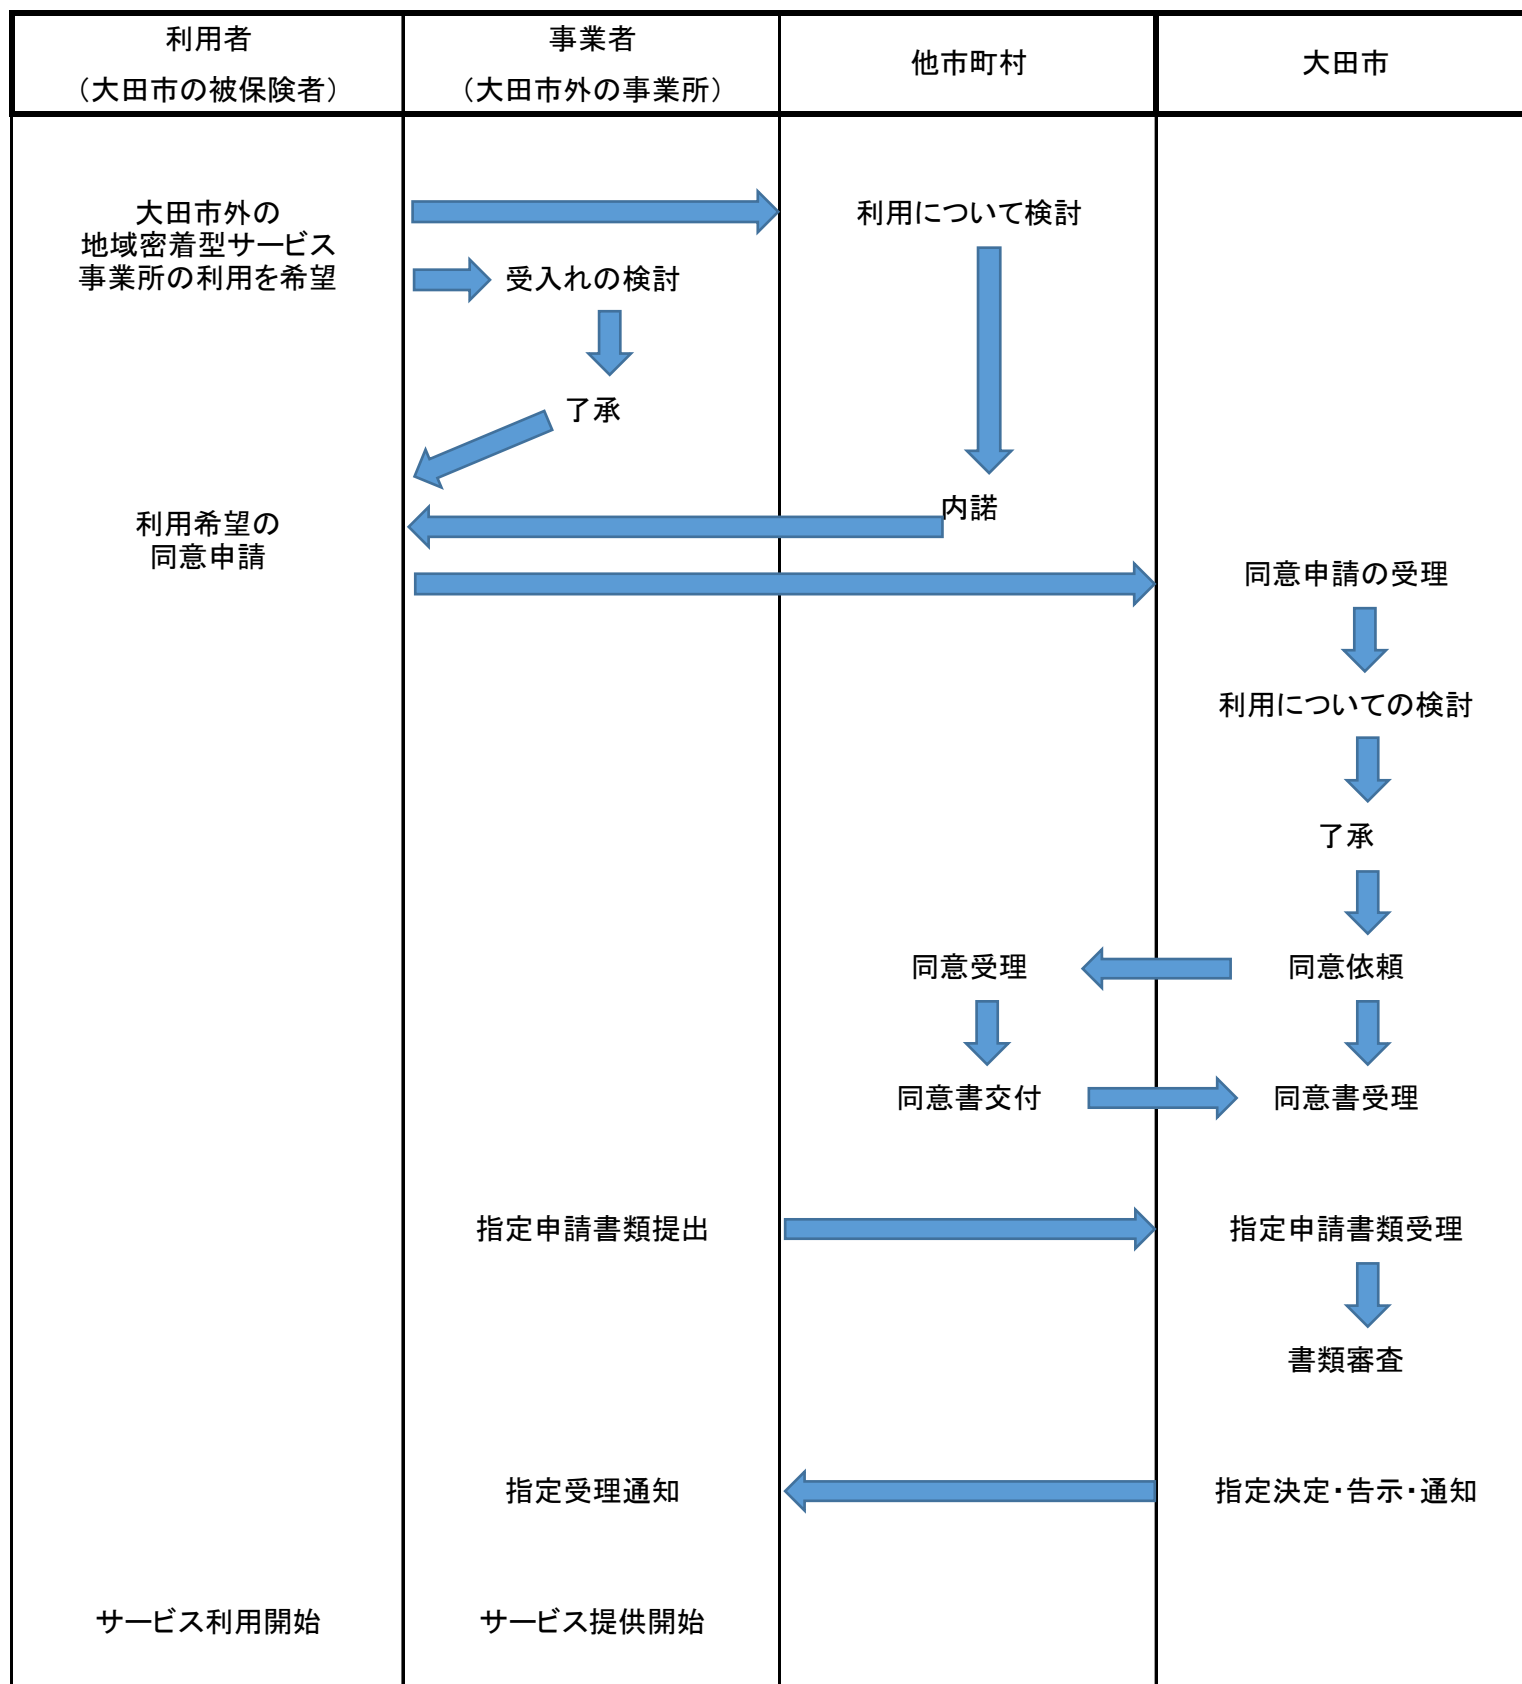 利用者
（大田市の被保険者）
事業者
（大田市外の事業所）
他市町村
大田市
大田市外の
地域密着型サービス
事業所の利用を希望
利用について検討
受入れの検討
了承
内諾
利用希望の
同意申請
同意申請の受理
利用についての検討
了承
同意受理
同意依頼
同意書交付
同意書受理
指定申請書類提出
指定申請書類受理
書類審査
指定受理通知
指定決定・告示・通知
サービス利用開始
サービス提供開始